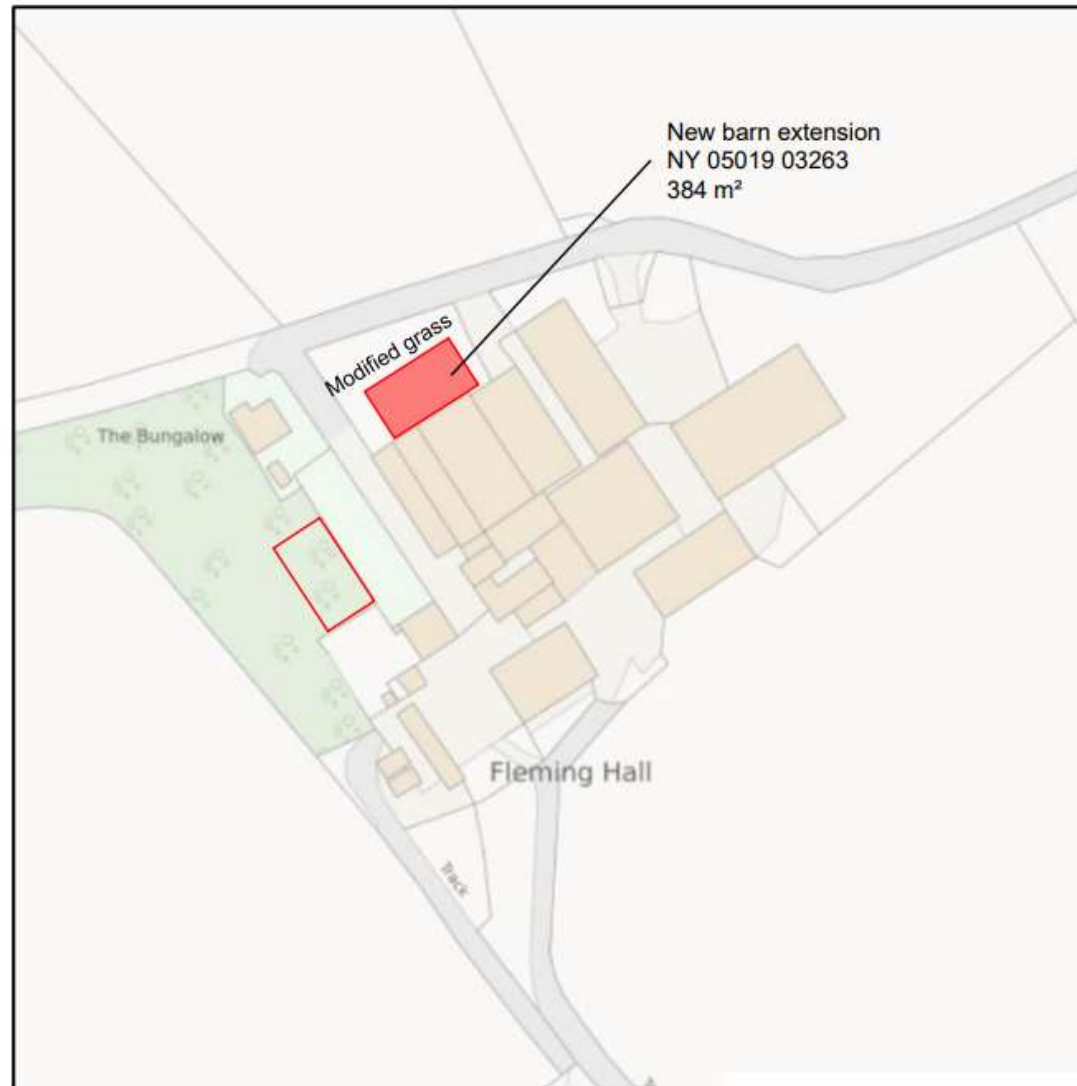 New barn extension
NY 05019 03263
384 m²
Modified grass
The Bungalow
Fleming Hall
Track